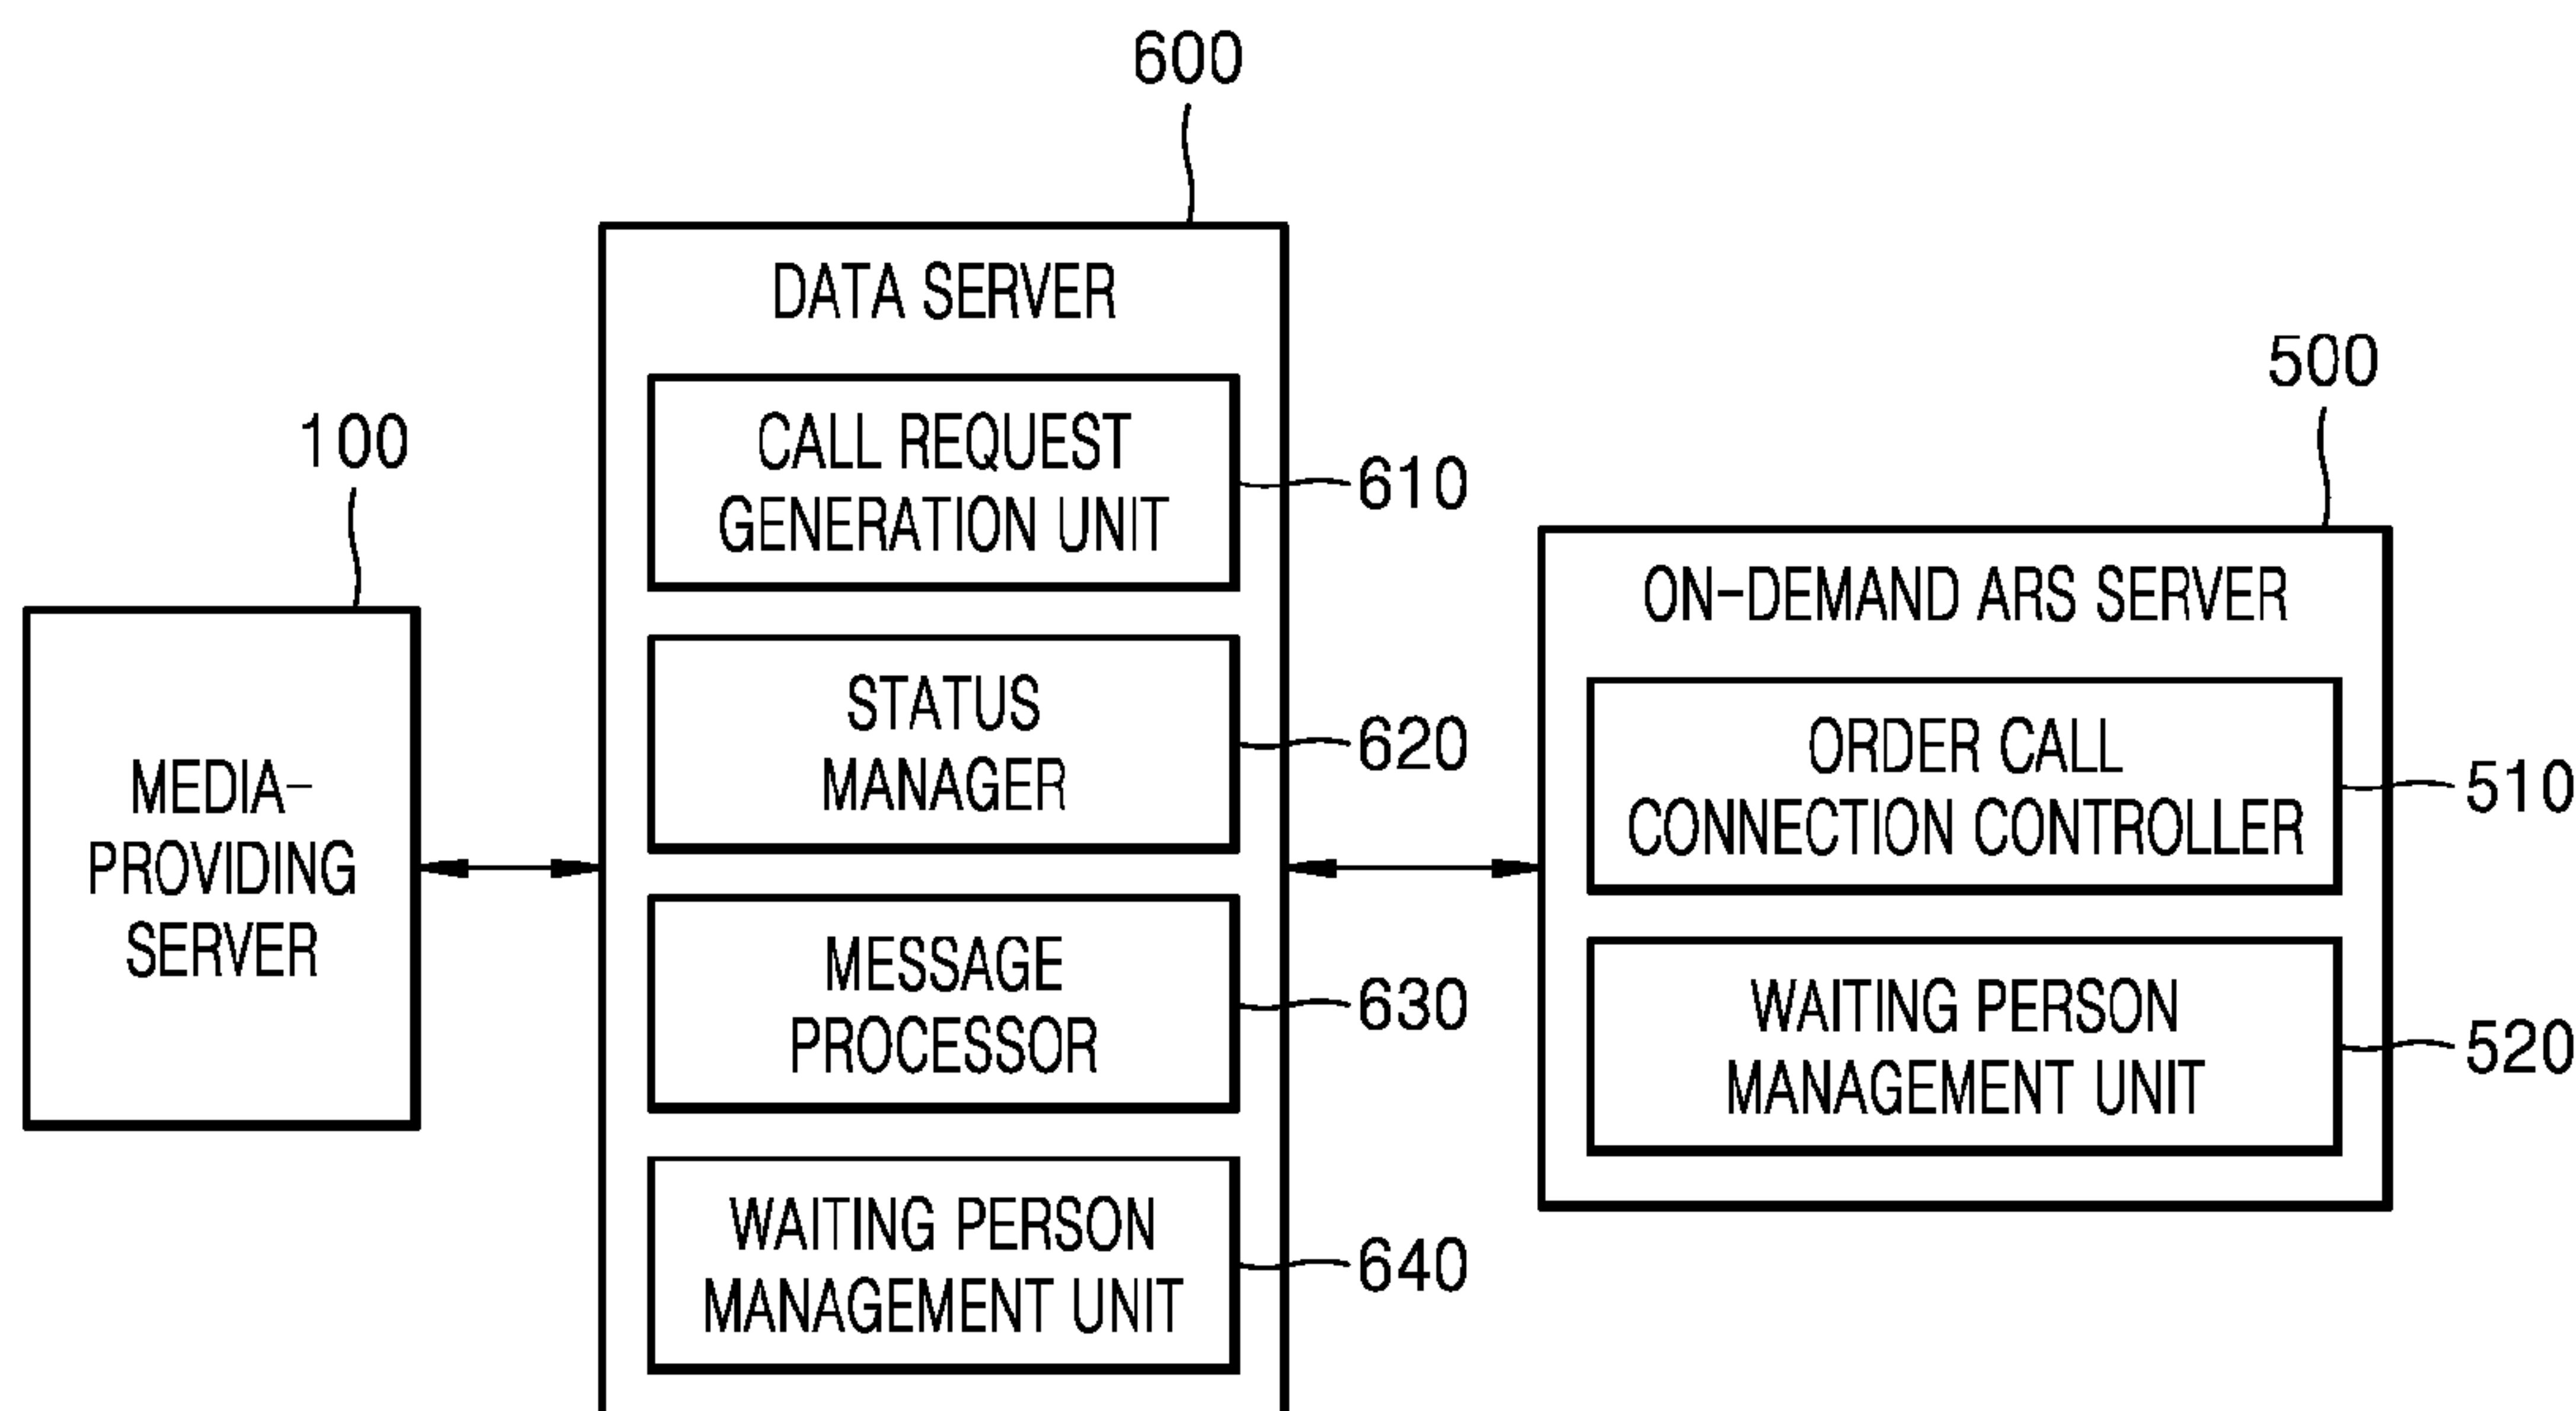 600
DATA SERVER
CALL REQUEST
GENERATION UNIT
610
STATUS
MANAGER
620
MESSAGE
PROCESSOR
630
WAITING PERSON
MANAGEMENT UNIT
640
100
MEDIA-
PROVIDING
SERVER
500
ON-DEMAND ARS SERVER
ORDER CALL
CONNECTION CONTROLLER
510
WAITING PERSON
MANAGEMENT UNIT
520